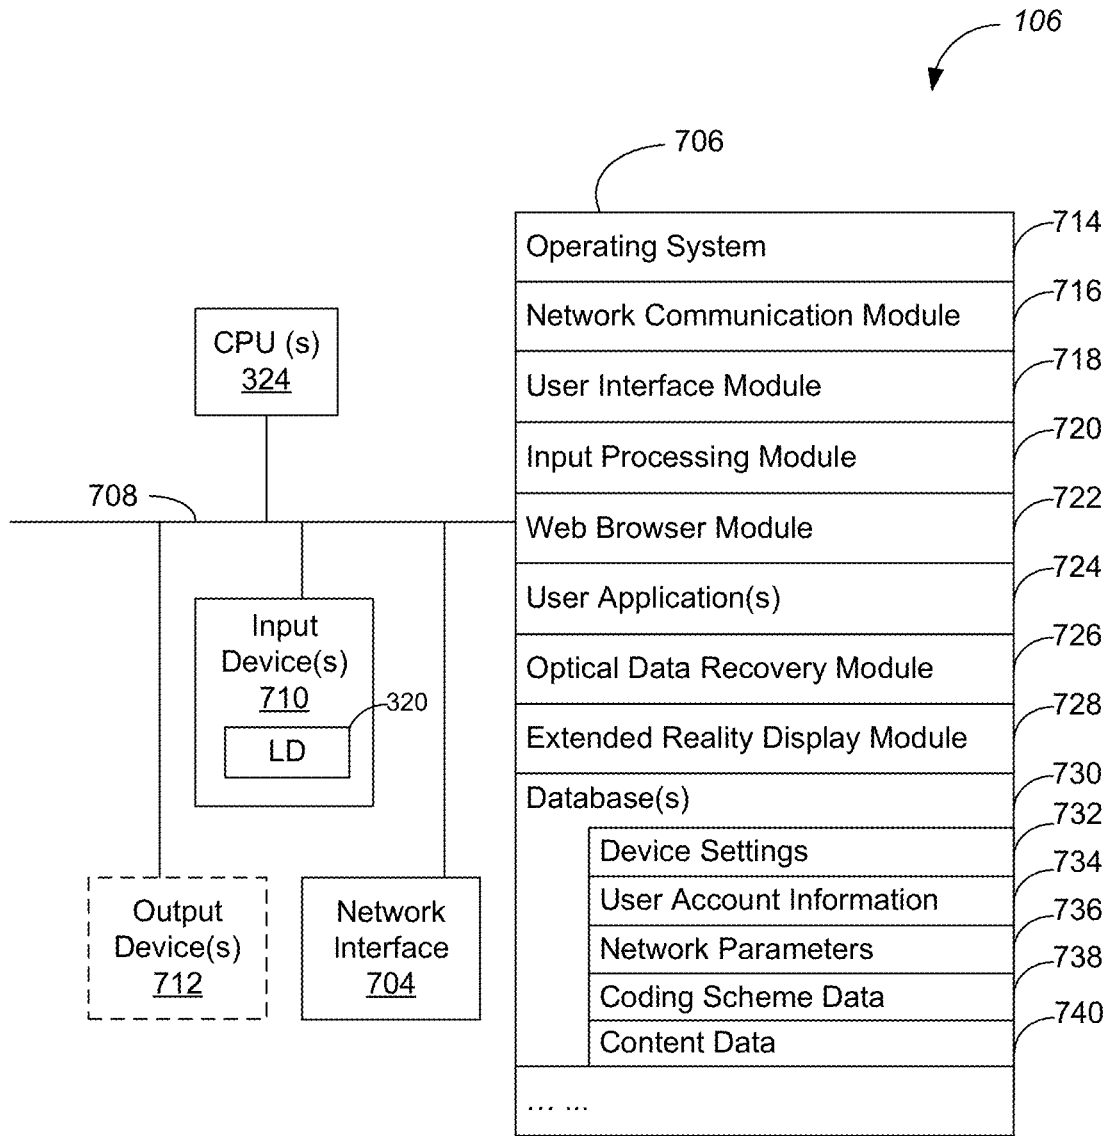 106
706
Operating System
714
Network Communication Module
716
User Interface Module
718
Input Processing Module
720
Web Browser Module
722
User Application(s)
724
Optical Data Recovery Module
726
Extended Reality Display Module
728
Database(s)
730
Device Settings
732
User Account Information
734
Network Parameters
736
Coding Scheme Data
738
Content Data
740
... ...
CPU (s)
324
708
Input
Device(s)
710
320
LD
Output
Device(s)
712
Network
Interface
704